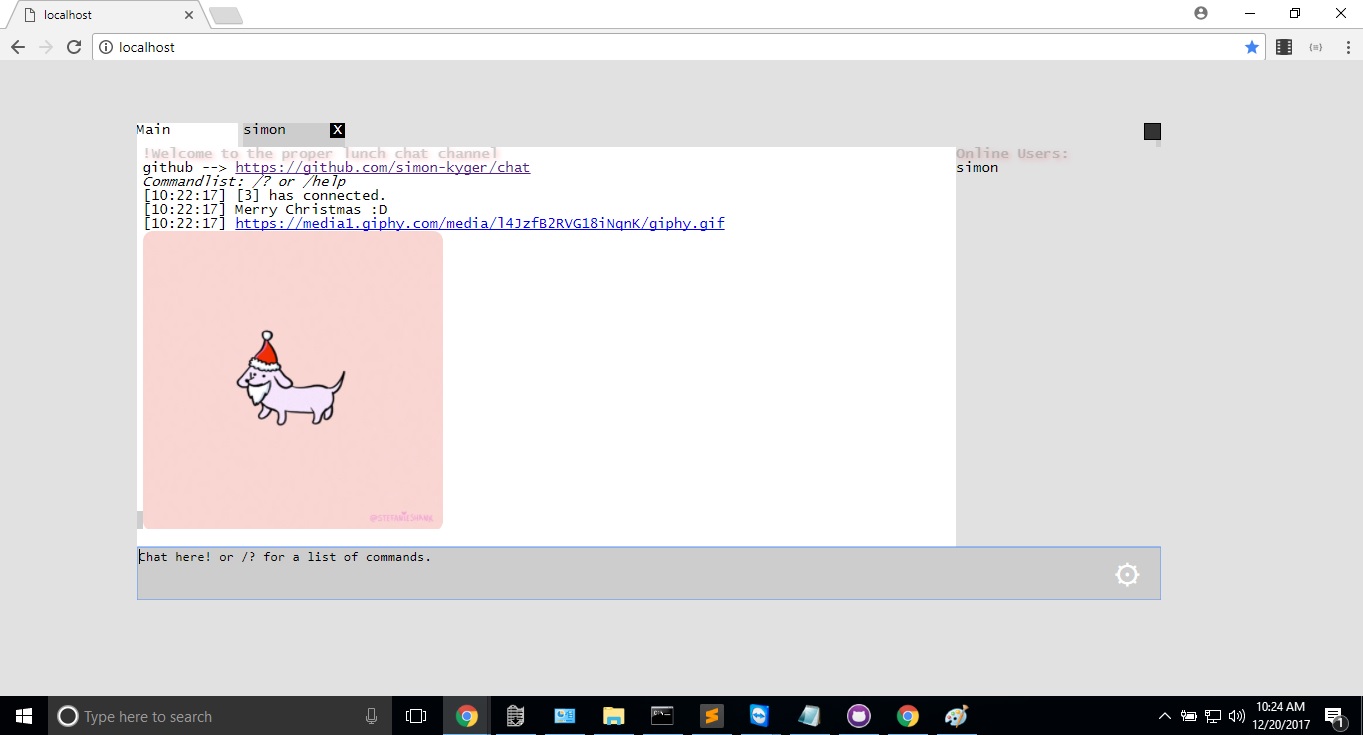 localhost
localhost
Main
simon
X
!Welcome to the proper lunch chat channel
Online Users:
github --> https://github.com/simon-kyger/chat
simon
Commandlist: /? or /help
[10:22:17] [3] has connected.
[10:22:17] Merry Christmas :D
[10:22:17] https://media1.giphy.com/media/l4JzfB2RVG18iNqnK/giphy.gif
Chat here! or /? for a list of commands.
Type here to search
10:24 AM
12/20/2017
1